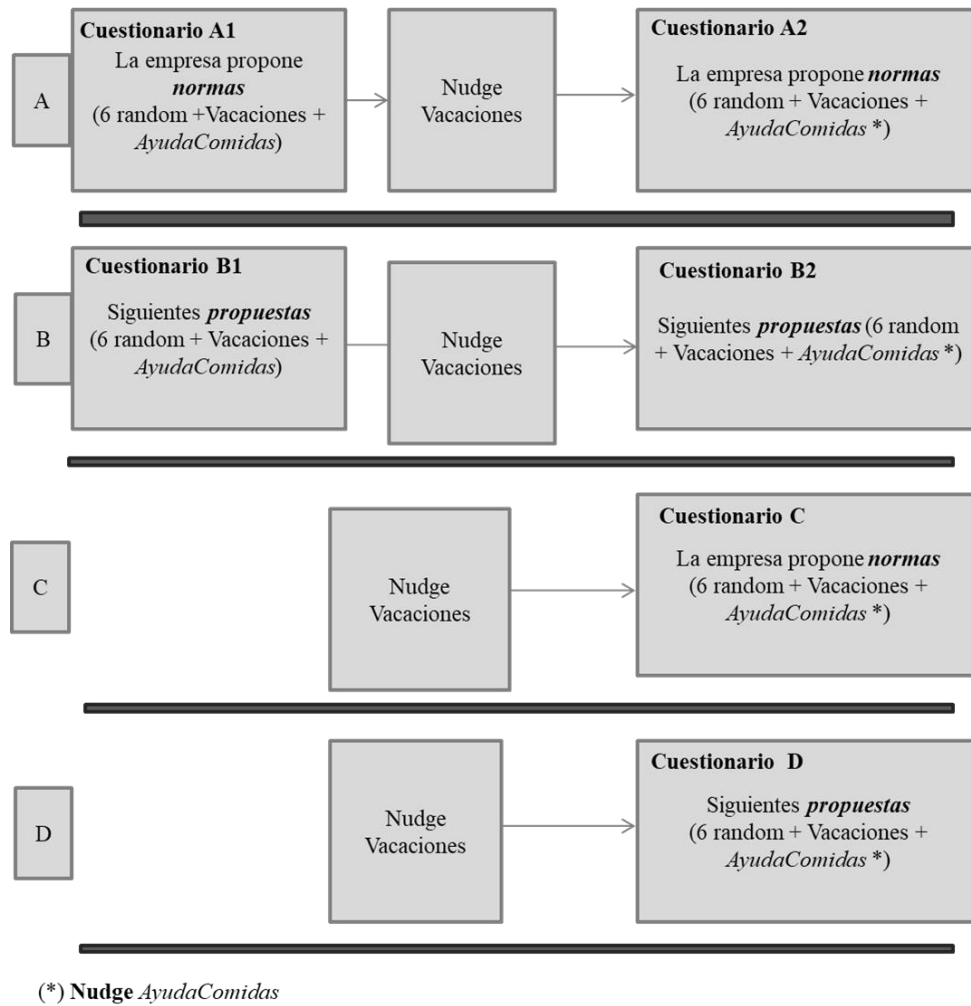 A
Cuestionario A1
La empresa propone
normas
(6 random +Vacaciones +
AyudaComidas)
Nudge
Vacaciones
Cuestionario A2
La empresa propone normas
(6 random + Vacaciones +
AyudaComidas *)
B
Cuestionario B1
Siguientes propuestas
(6 random + Vacaciones +
AyudaComidas)
Nudge
Vacaciones
Cuestionario B2
Siguientes propuestas (6 random
+ Vacaciones + AyudaComidas *)
C
Nudge
Vacaciones
Cuestionario C
La empresa propone normas
(6 random + Vacaciones +
AyudaComidas *)
D
Nudge
Vacaciones
Cuestionario D
Siguientes propuestas
(6 random + Vacaciones +
AyudaComidas *)
(*) Nudge AyudaComidas